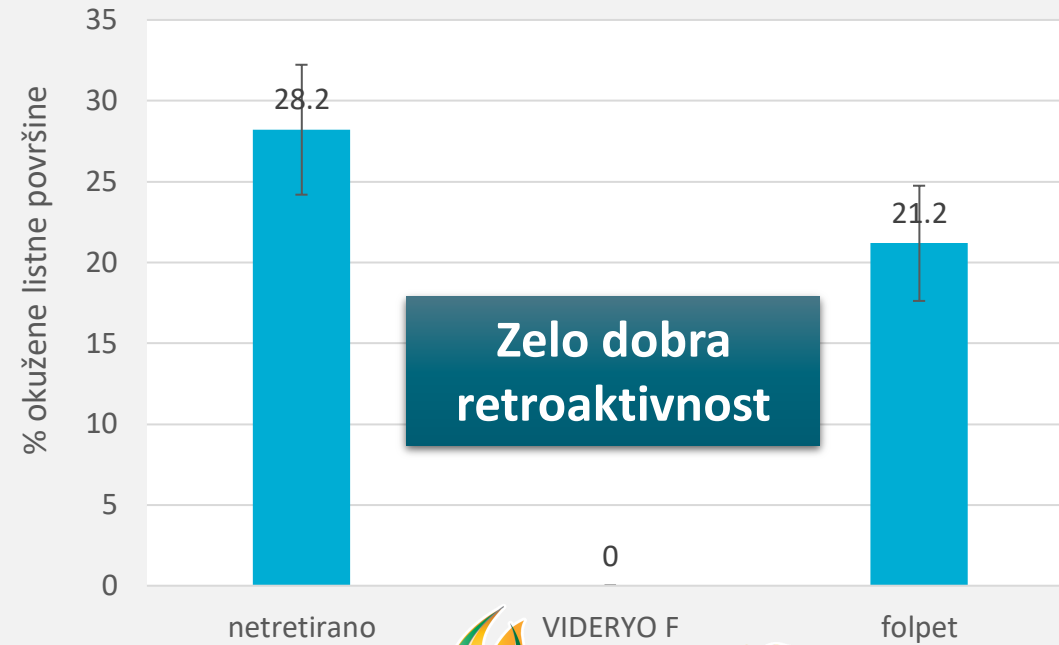 % okužene listne površine
35
30
25
20
15
10
5
0
28.2
0
21.2
Zelo dobra
retroaktivnost
netretirano
VIDERYO F
folpet